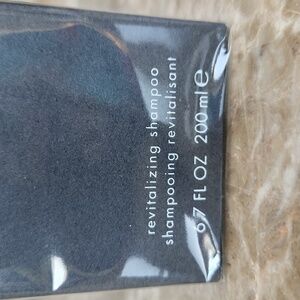 revitalizing shampoo
shampooing revitalisant
6.7 FL OZ 200 ml e